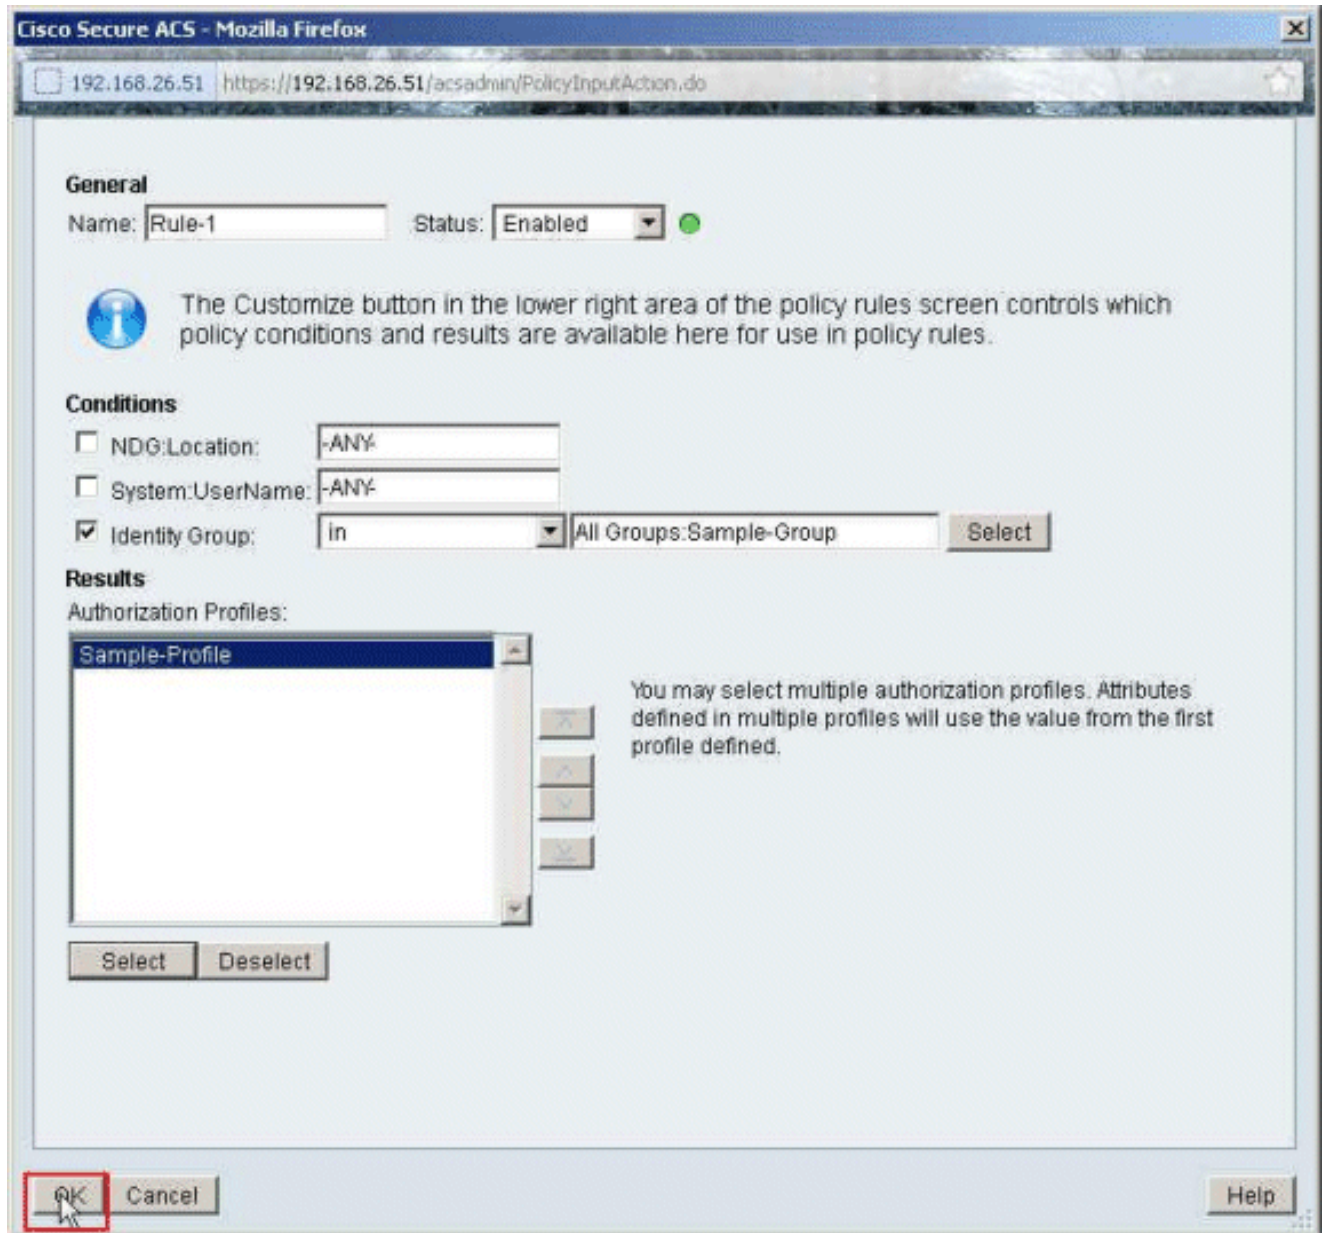 Cisco Secure ACS - Mozilla Firefox
192.168.26.51 https://192.168.26.51/acsadmin/PolicyInputAction.do
General
Name: Rule-1 Status: Enabled
The Customize button in the lower right area of the policy rules screen controls which
policy conditions and results are available here for use in policy rules.
Conditions
NDG:Location: -ANY-
System:UserName: -ANY-
Identity Group: in All Groups:Sample-Group Select
Results
Authorization Profiles:
Sample-Profile
You may select multiple authorization profiles. Attributes
defined in multiple profiles will use the value from the first
profile defined.
Select Deselect
OK Cancel Help